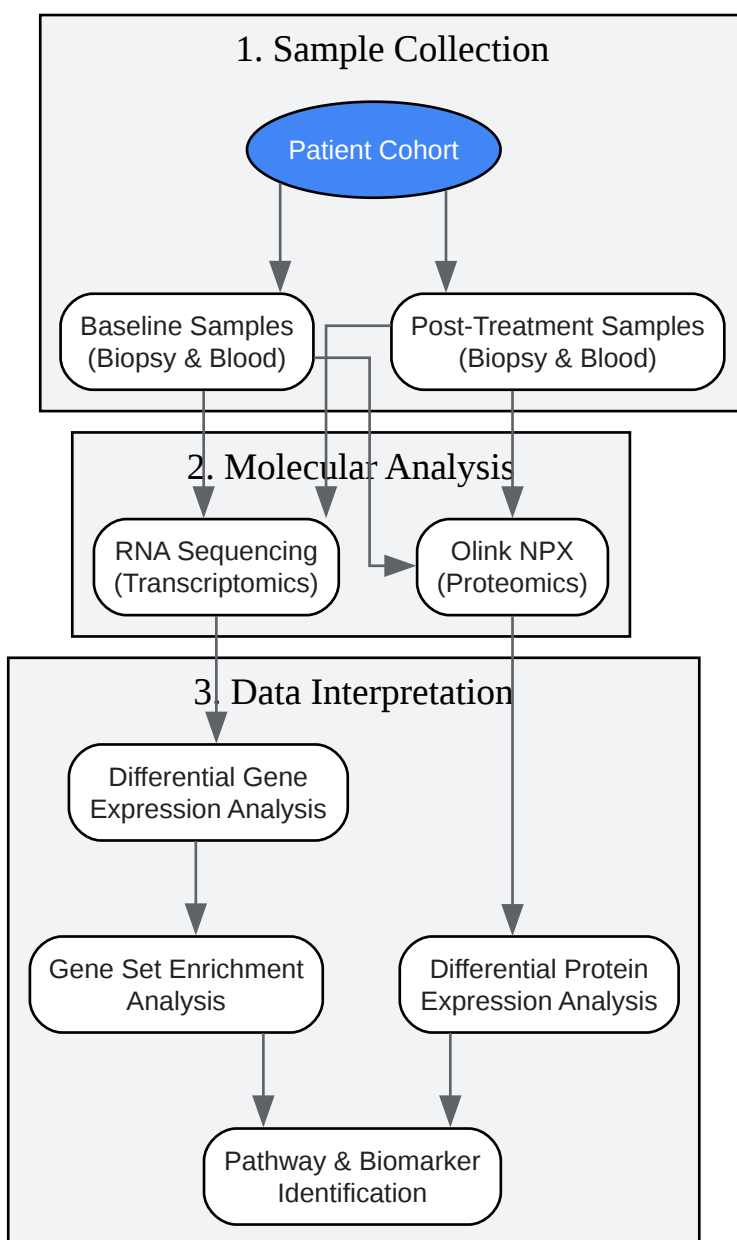 1. Sample Collection
Patient Cohort
Baseline Samples
(Biopsy & Blood)
Post-Treatment Samples
(Biopsy & Blood)
2. Molecular Analysis
RNA Sequencing
(Transcriptomics)
Olink NPX
(Proteomics)
3. Data Interpretation
Differential Gene
Expression Analysis
Gene Set Enrichment
Analysis
Differential Protein
Expression Analysis
Pathway & Biomarker
Identification